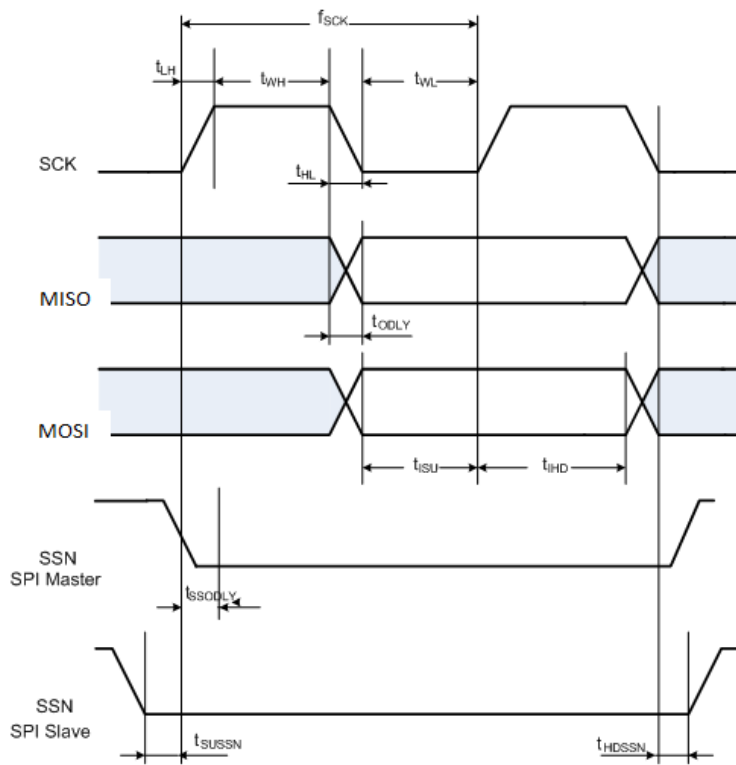 fSCK
tLH
tWH
tWL
SCK
tHL
MISO
tODLY
MOSI
tISU
tIHD
SSN
SPI Master
tSSODLY
SSN
SPI Slave
tSUSSN
tHDSSN